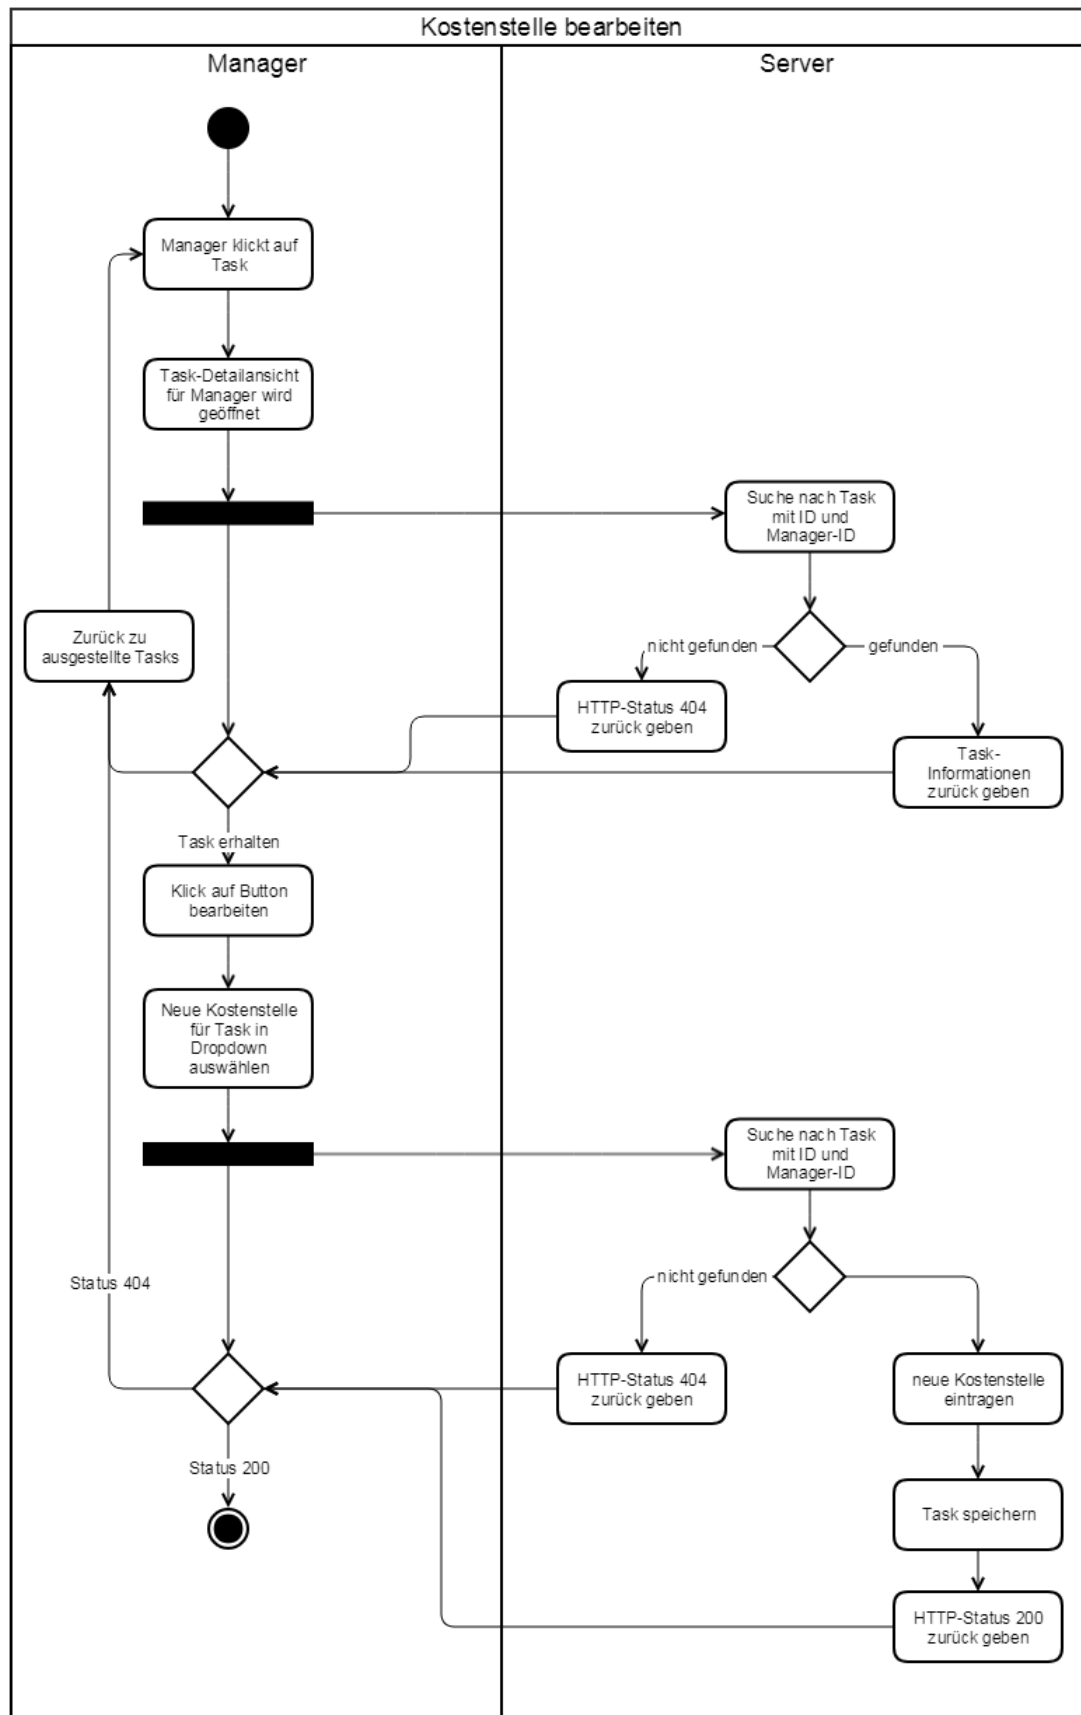 Kostenstelle bearbeiten
Manager
Server
Manager klickt auf
Task
Task-Detailansicht
für Manager wird
geöffnet
Suche nach Task
mit ID und
Manager-ID
Zurück zu
ausgestellte Tasks
nicht gefunden
gefunden
HTTP-Status 404
zurück geben
Task-
Informationen
zurück geben
Task erhalten
Klick auf Button
bearbeiten
Neue Kostenstelle
für Task in
Dropdown
auswählen
Suche nach Task
mit ID und
Manager-ID
Status 404
nicht gefunden
HTTP-Status 404
zurück geben
neue Kostenstelle
eintragen
Status 200
Task speichern
HTTP-Status 200
zurück geben